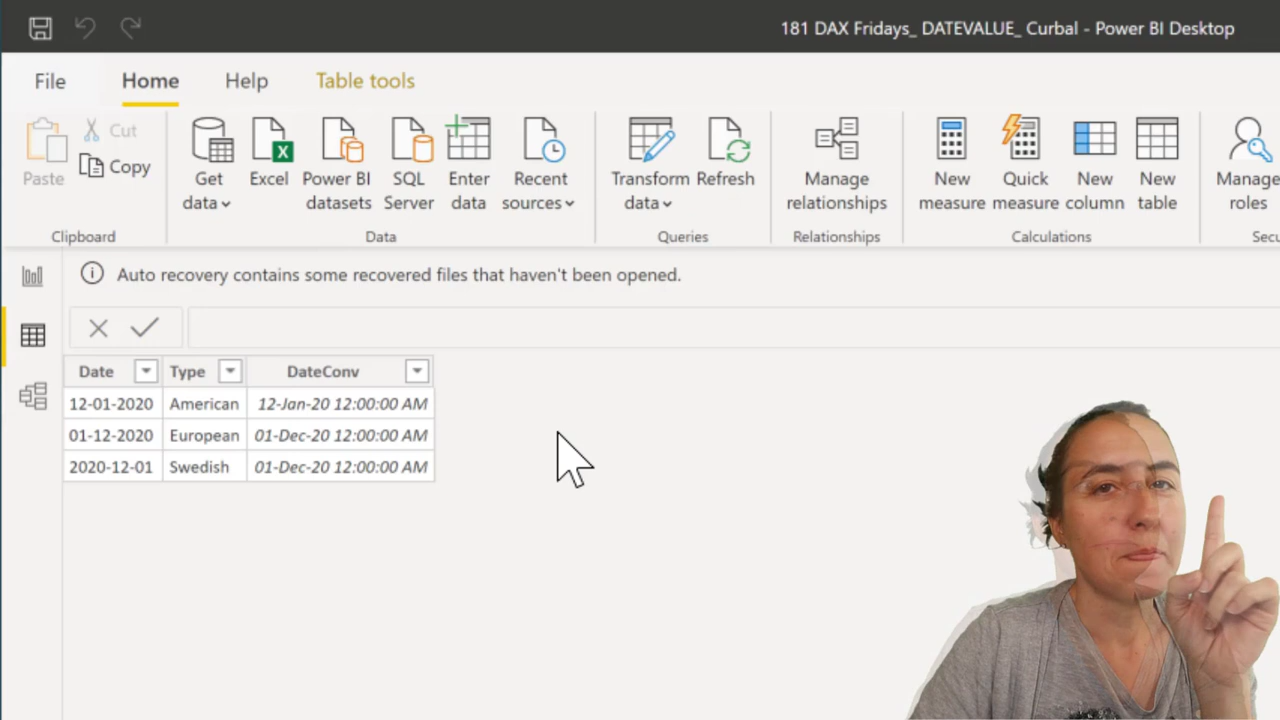 181 DAX Fridays_ DATEVALUE_ Curbal - Power BI Desktop
File Home Help Table tools
Paste Cut Copy
Get data Excel Power BI datasets SQL Server Enter data Recent sources Transform data Refresh Manage relationships New measure Quick measure New column New table Manage roles
Clipboard Data Queries Relationships Calculations Secu
Auto recovery contains some recovered files that haven't been opened.
Date Type DateConv
12-01-2020 American 12-Jan-20 12:00:00 AM
01-12-2020 European 01-Dec-20 12:00:00 AM
2020-12-01 Swedish 01-Dec-20 12:00:00 AM